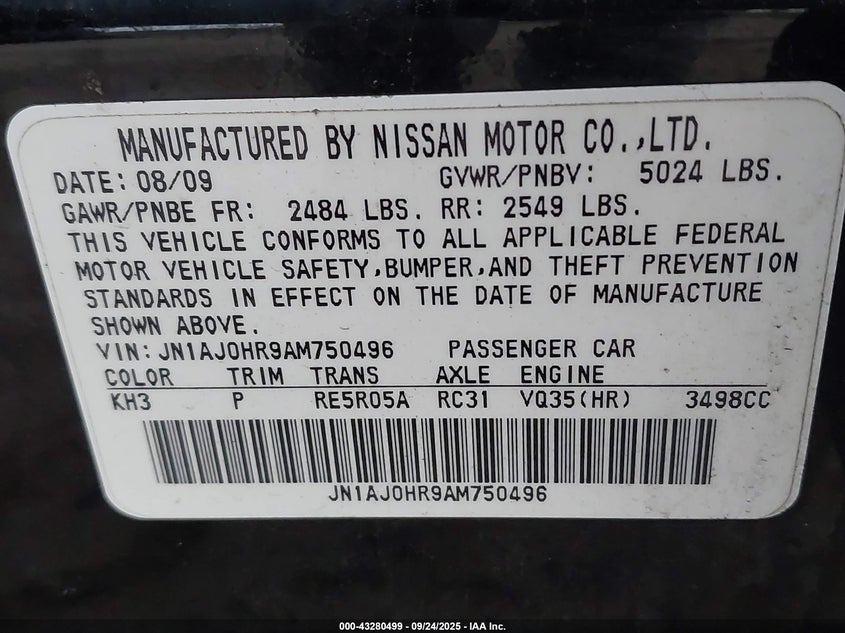 MANUFACTURED BY NISSAN MOTOR CO.,LTD.
DATE: 08/09 GVWR/PNBV: 5024 LBS.
GAWR/PNBE FR: 2484 LBS. RR: 2549 LBS.
THIS VEHICLE CONFORMS TO ALL APPLICABLE FEDERAL
MOTOR VEHICLE SAFETY,BUMPER,AND THEFT PREVENTION
STANDARDS IN EFFECT ON THE DATE OF MANUFACTURE
SHOWN ABOVE.
VIN: JN1AJ0HR9AM750496 PASSENGER CAR
COLOR TRIM TRANS AXLE ENGINE
KH3 P RE5R05A RC31 VQ35(HR) 3498CC
JN1AJ0HR9AM750496
000-43280499 - 09/24/2025 - IAA Inc.